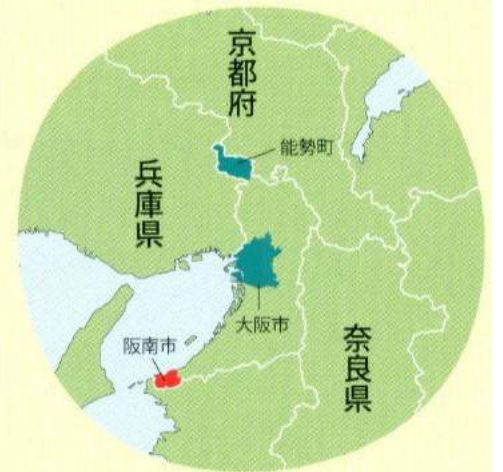 京都府
能勢町
兵庫県
大阪市
阪南市
奈良県